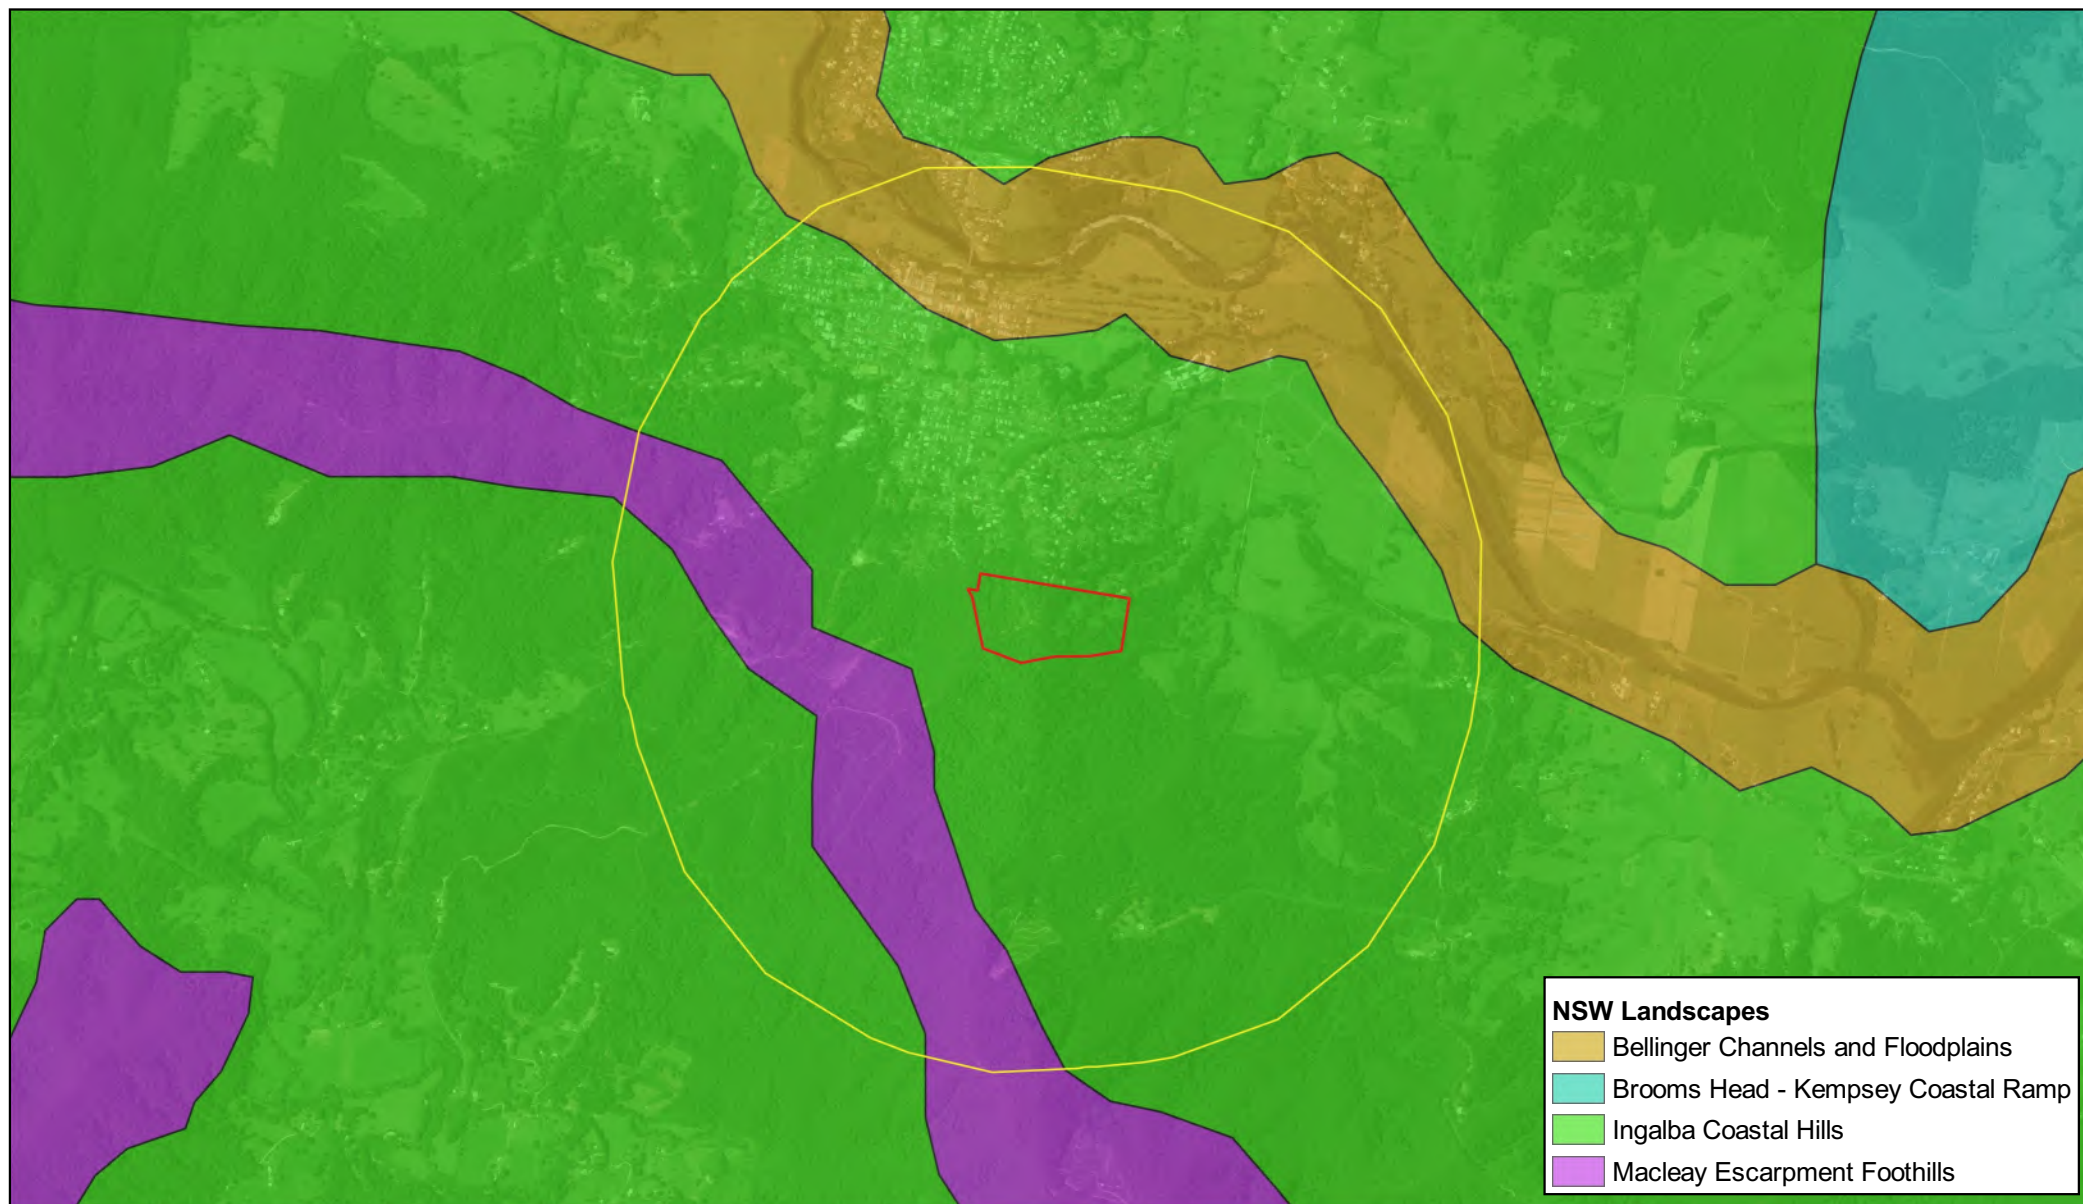 NSW Landscapes
Bellinger Channels and Floodplains
Brooms Head - Kempsey Coastal Ramp
Ingalba Coastal Hills
Macleay Escarpment Foothills